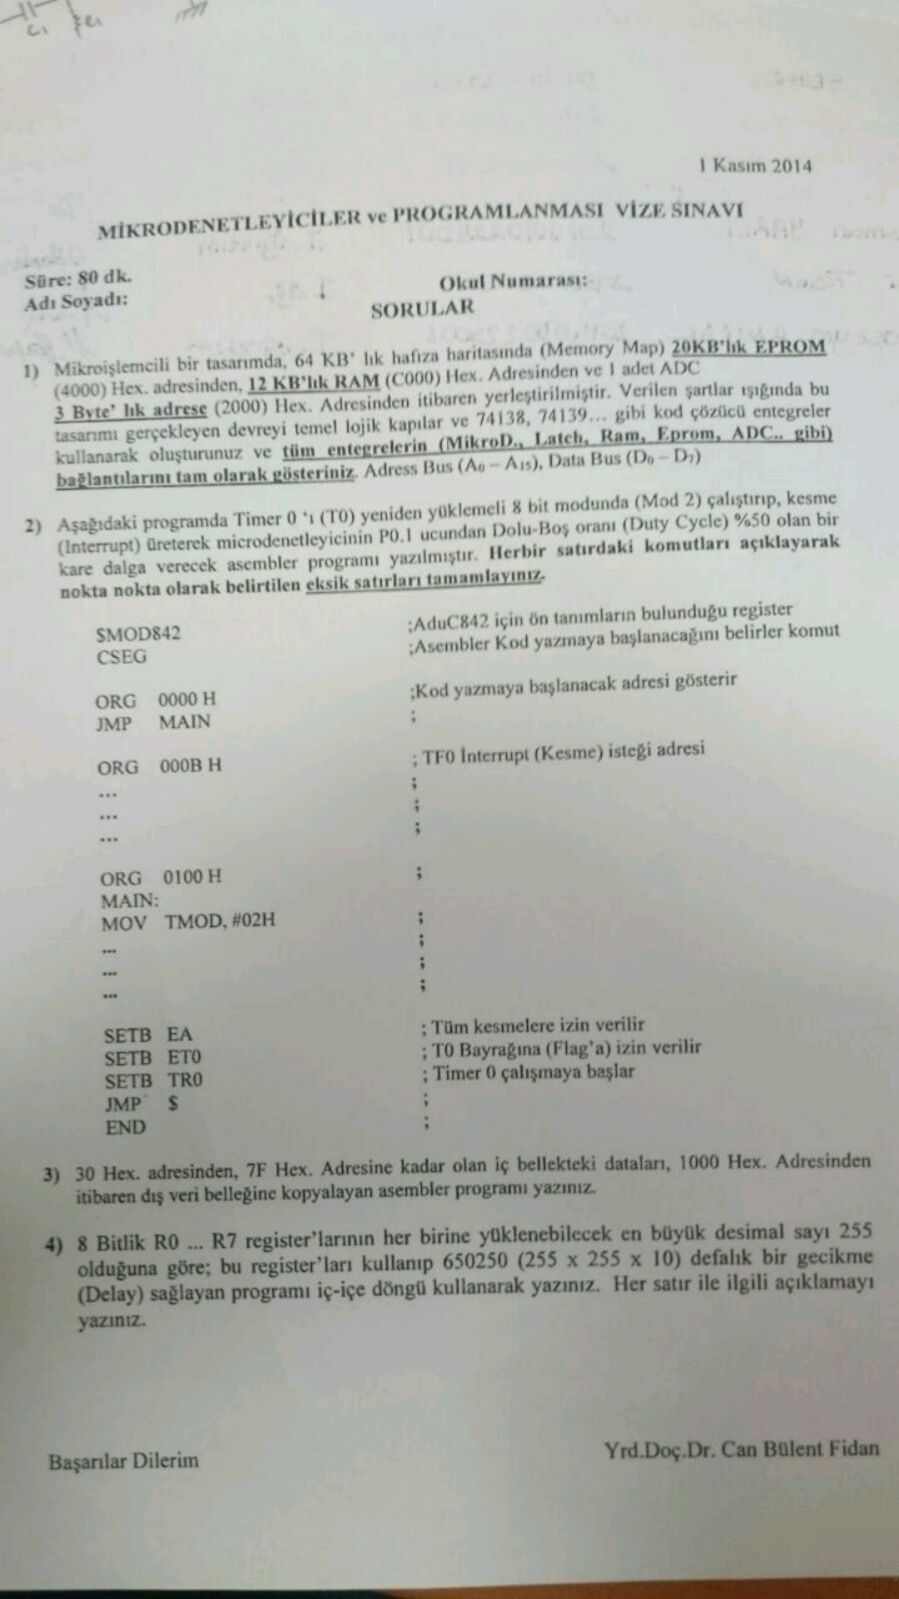 1 Kasım 2014
MİKRODENETLEYİCİLER ve PROGRAMLANMASI VİZE SINAVI
Süre: 80 dk.
Okul Numarası:
Adı Soyadı:
SORULAR
1) Mikroişlemcili bir tasarımda, 64 KB' lık hafıza haritasında (Memory Map) 20KB'lık EPROM
(4000) Hex. adresinden, 12 KB'lık RAM (C000) Hex. Adresinden ve 1 adet ADC
3 Byte' lık adrese (2000) Hex. Adresinden itibaren yerleştirilmiştir. Verilen şartlar ışığında bu
tasarımı gerçekleyen devreyi temel lojik kapılar ve 74138, 74139... gibi kod çözücü entegreler
kullanarak oluşturunuz ve tüm entegrelerin (MikroD., Latch, Ram, Eprom, ADC.. gibi)
bağlantılarını tam olarak gösteriniz. Adress Bus (A0 – A15), Data Bus (D0 – D7)
2) Aşağıdaki programda Timer 0 'ı (T0) yeniden yüklemeli 8 bit modunda (Mod 2) çalıştırıp, kesme
(Interrupt) üreterek microdenetleyicinin P0.1 ucundan Dolu-Boş oranı (Duty Cycle) %50 olan bir
kare dalga verecek asembler programı yazılmıştır. Herbir satırdaki komutları açıklayarak
nokta nokta olarak belirtilen eksik satırları tamamlayınız.
$MOD842 ;AduC842 için ön tanımların bulunduğu register
CSEG ;Asembler Kod yazmaya başlanacağını belirler komut
ORG 0000 H ;Kod yazmaya başlanacak adresi gösterir
JMP MAIN ;
ORG 000B H ; TF0 İnterrupt (Kesme) isteği adresi
... ;
... ;
... ;
ORG 0100 H ;
MAIN:
MOV TMOD, #02H ;
... ;
... ;
... ;
SETB EA ; Tüm kesmelere izin verilir
SETB ET0 ; T0 Bayrağına (Flag'a) izin verilir
SETB TR0 ; Timer 0 çalışmaya başlar
JMP $ ;
END ;
3) 30 Hex. adresinden, 7F Hex. Adresine kadar olan iç bellekteki dataları, 1000 Hex. Adresinden
itibaren dış veri belleğine kopyalayan asembler programı yazınız.
4) 8 Bitlik R0 ... R7 register'larının her birine yüklenebilecek en büyük desimal sayı 255
olduğuna göre; bu register'ları kullanıp 650250 (255 x 255 x 10) defalık bir gecikme
(Delay) sağlayan programı iç-içe döngü kullanarak yazınız. Her satır ile ilgili açıklamayı
yazınız.
Başarılar Dilerim
Yrd.Doç.Dr. Can Bülent Fidan